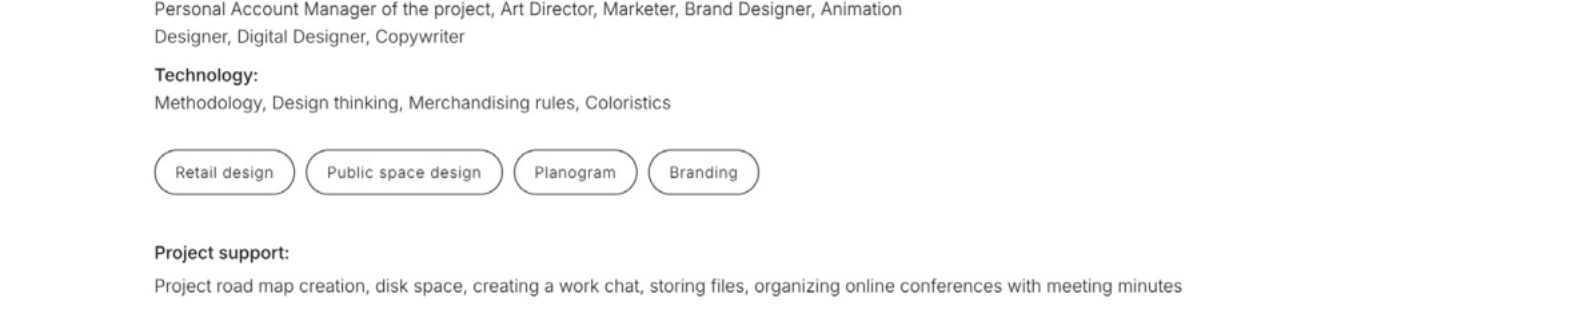 Personal Account Manager of the project, Art Director, Marketer, Brand Designer, Animation
Designer, Digital Designer, Copywriter
Technology:
Methodology, Design thinking, Merchandising rules, Coloristics
Retail design
Public space design
Planogram
Branding
Project support:
Project road map creation, disk space, creating a work chat, storing files, organizing online conferences with meeting minutes